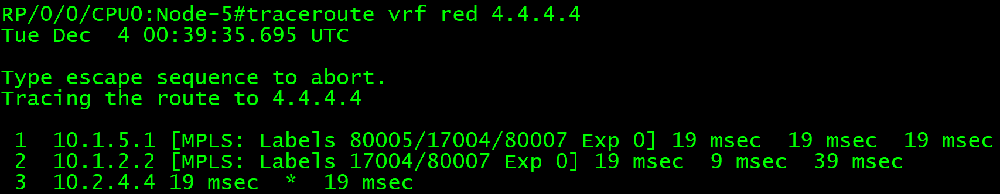 RP/0/0/CPU0:Node-5#traceroute vrf red 4.4.4.4
Tue Dec  4 00:39:35.695 UTC
Type escape sequence to abort.
Tracing the route to 4.4.4.4
 1  10.1.5.1 [MPLS: Labels 80005/17004/80007 Exp 0] 19 msec  19 msec  19 msec
 2  10.1.2.2 [MPLS: Labels 17004/80007 Exp 0] 19 msec  9 msec  39 msec
 3  10.2.4.4 19 msec  *  19 msec